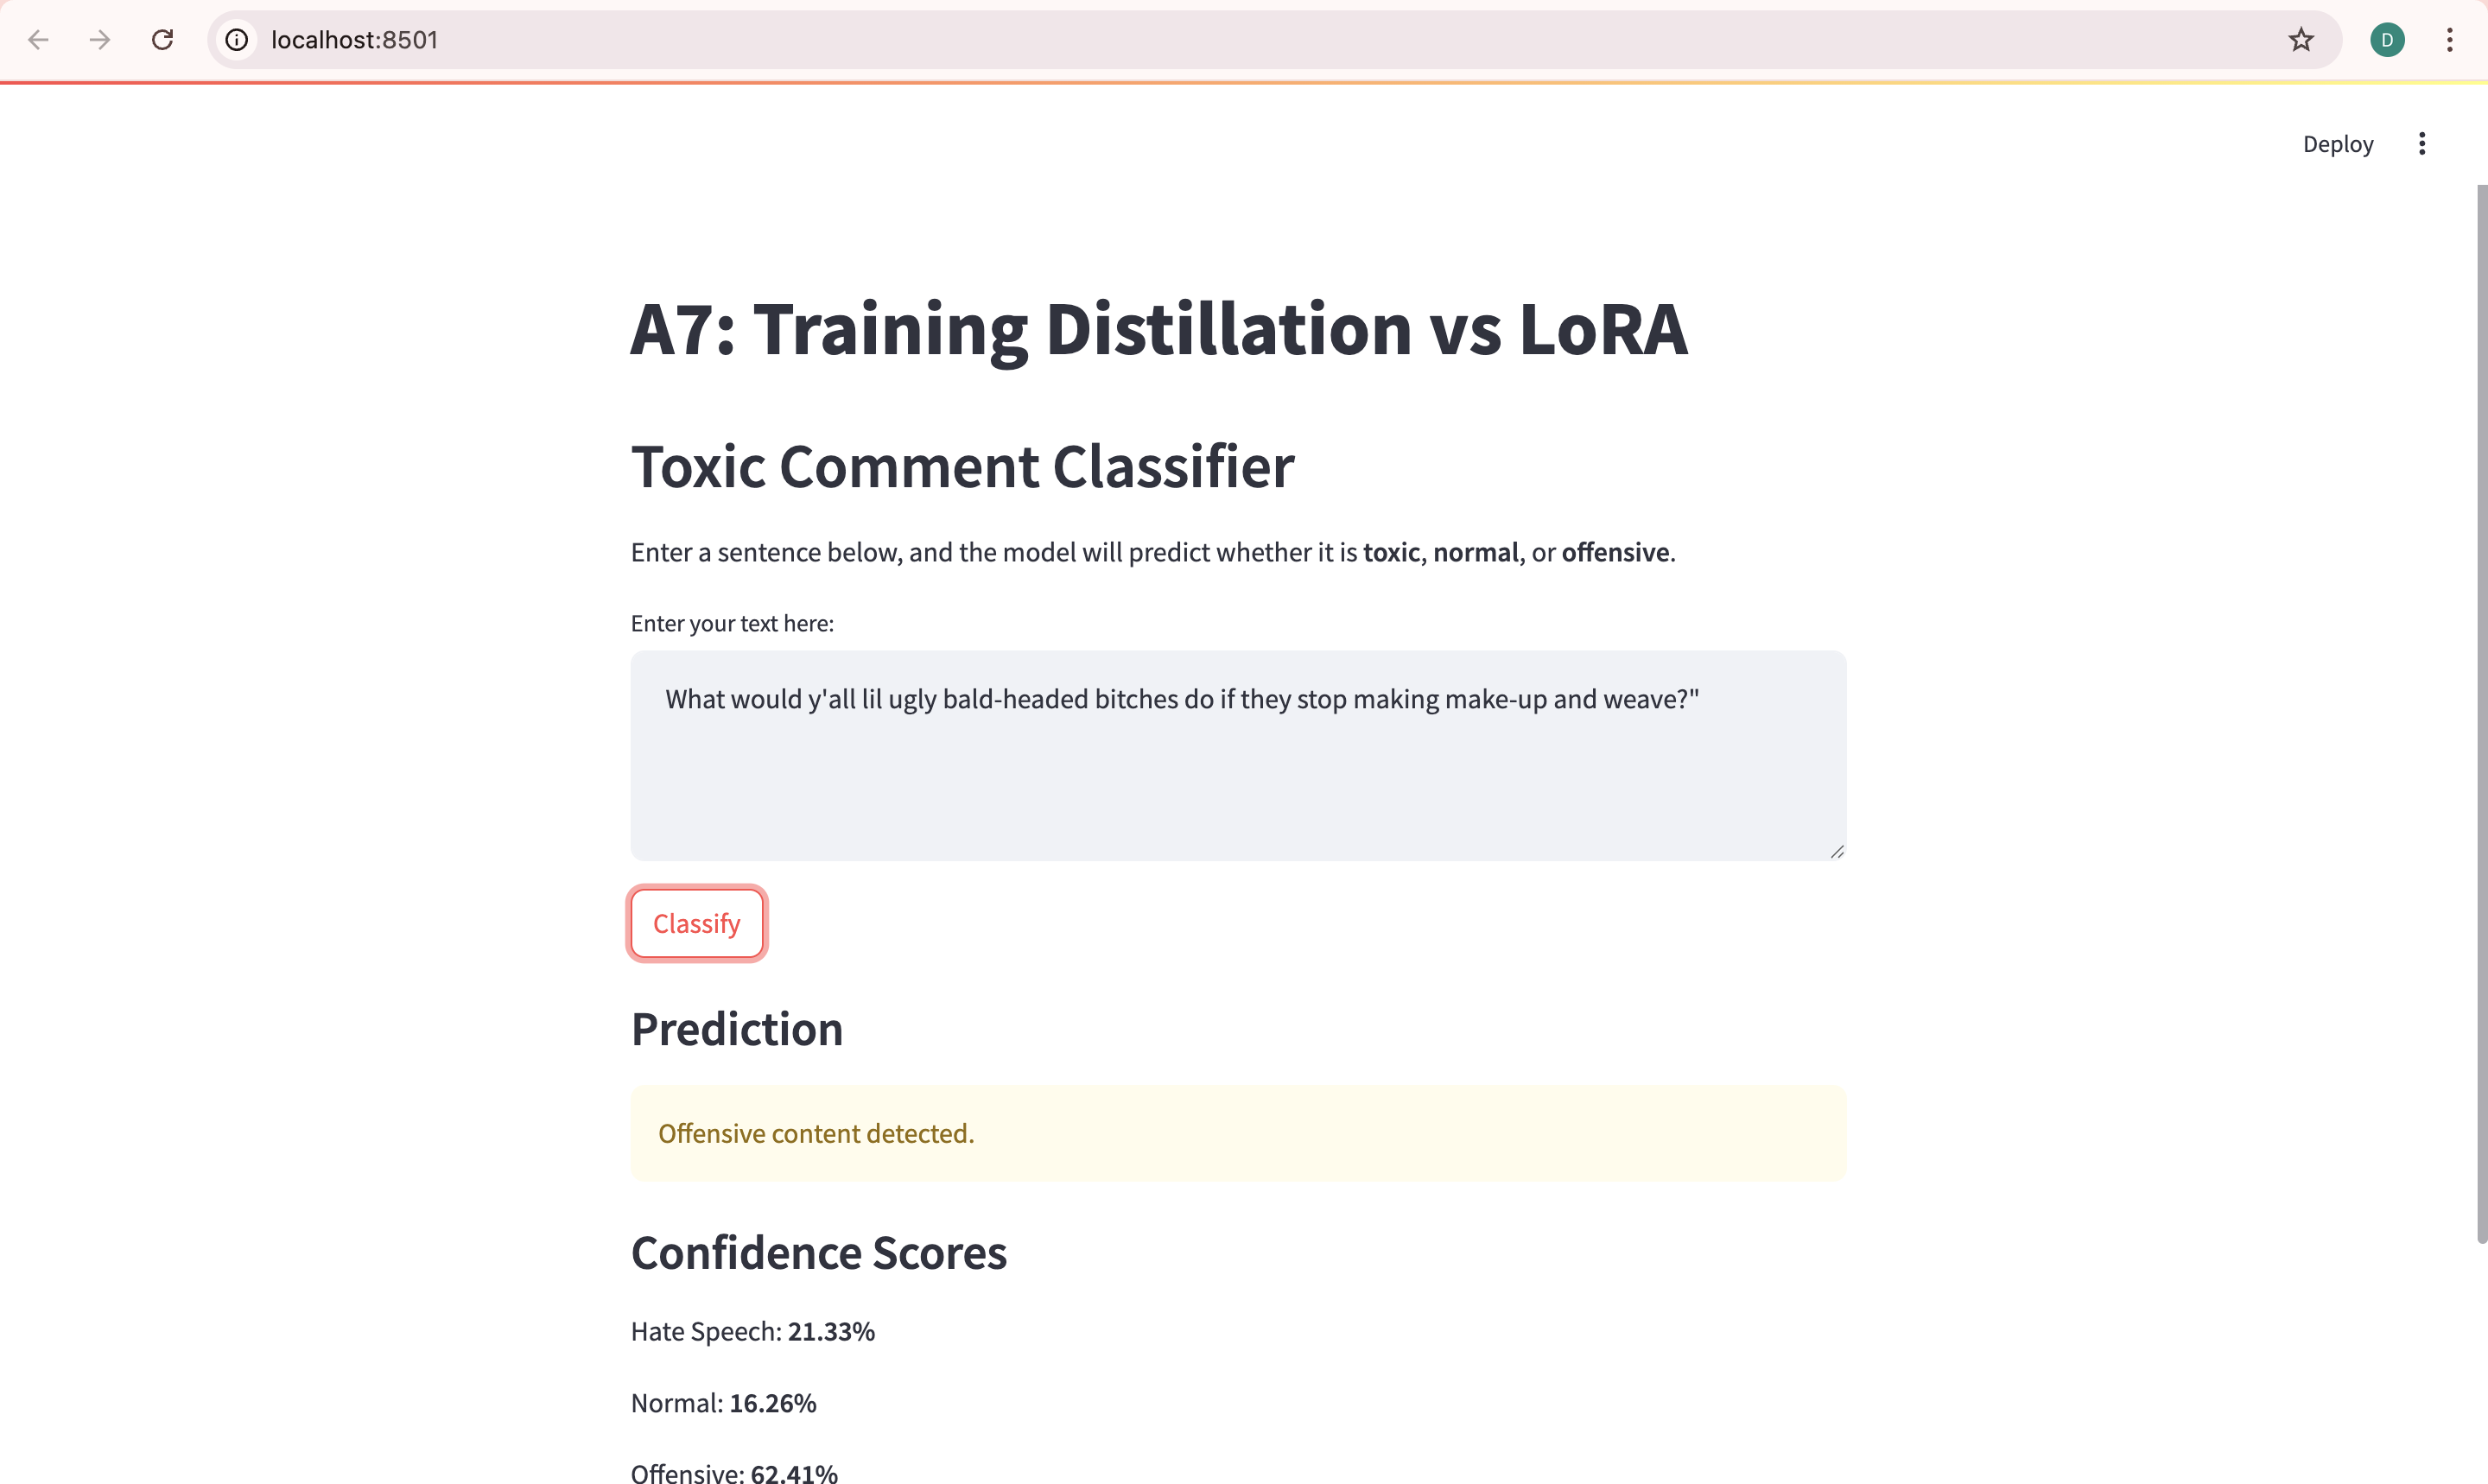 localhost:8501
D
Deploy
A7: Training Distillation vs LoRA
Toxic Comment Classifier
Enter a sentence below, and the model will predict whether it is toxic, normal, or offensive.
Enter your text here:
What would y'all lil ugly bald-headed bitches do if they stop making make-up and weave?"
Classify
Prediction
Offensive content detected.
Confidence Scores
Hate Speech: 21.33%
Normal: 16.26%
Offensive: 62.41%